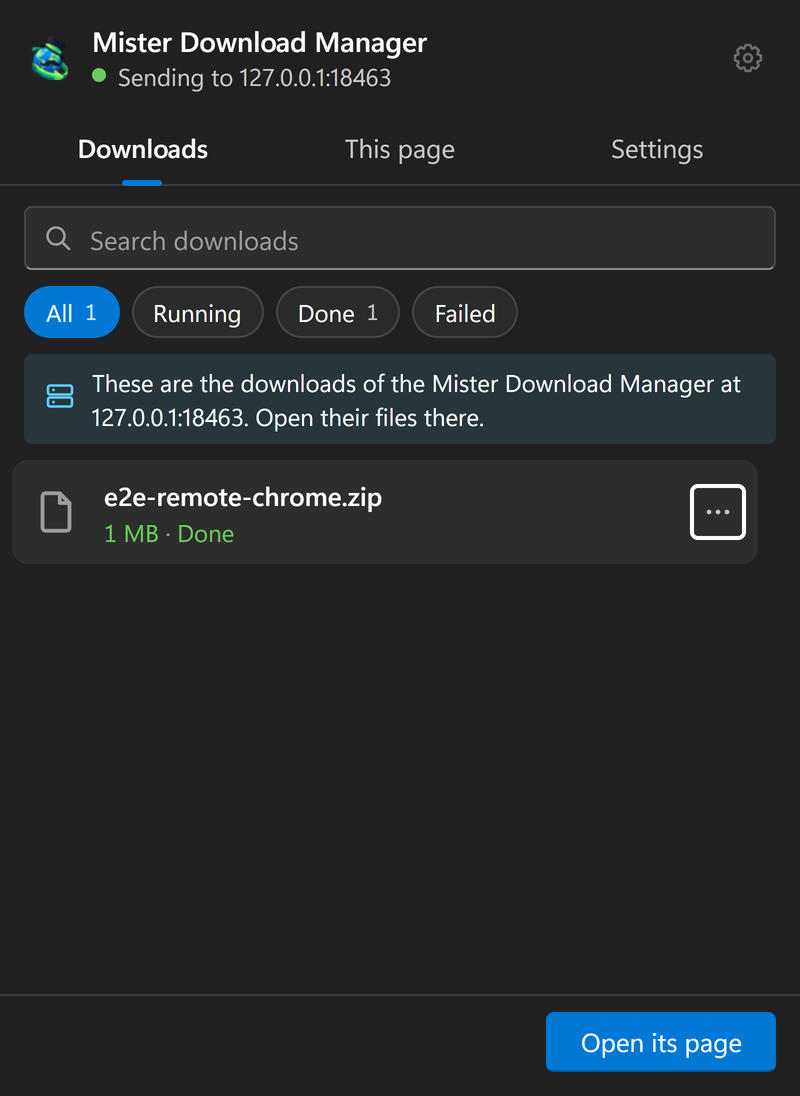 Mister Download Manager
Sending to 127.0.0.1:18463
Downloads
This page
Settings
Search downloads
All 1
Running
Done 1
Failed
These are the downloads of the Mister Download Manager at
127.0.0.1:18463. Open their files there.
e2e-remote-chrome.zip
1 MB · Done
Open its page